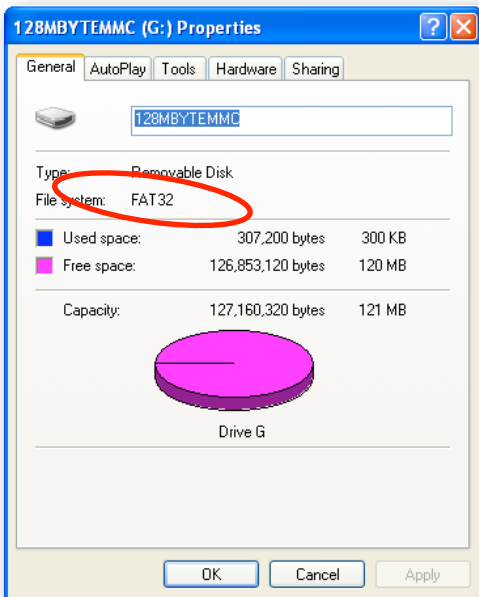 128MBYTEMMC (G:) Properties
General AutoPlay Tools Hardware Sharing
128MBYTEMMC
Type: Removable Disk
File system: FAT32
Used space: 307,200 bytes 300 KB
Free space: 126,853,120 bytes 120 MB
Capacity: 127,160,320 bytes 121 MB
Drive G
OK Cancel Apply